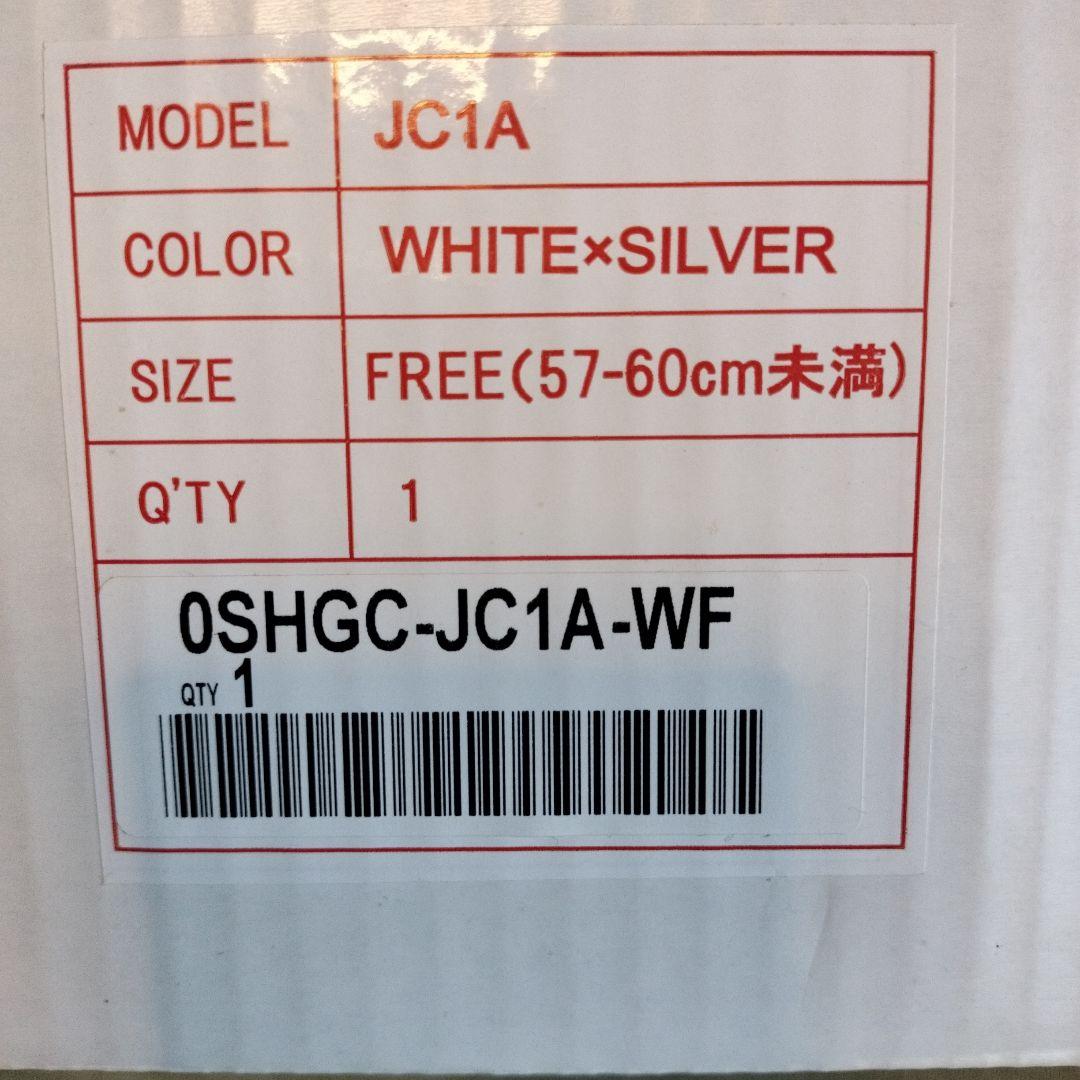 MODEL JC1A
COLOR WHITE×SILVER
SIZE FREE(57-60cm未満)
Q'TY 1
0SHGC-JC1A-WF
QTY 1